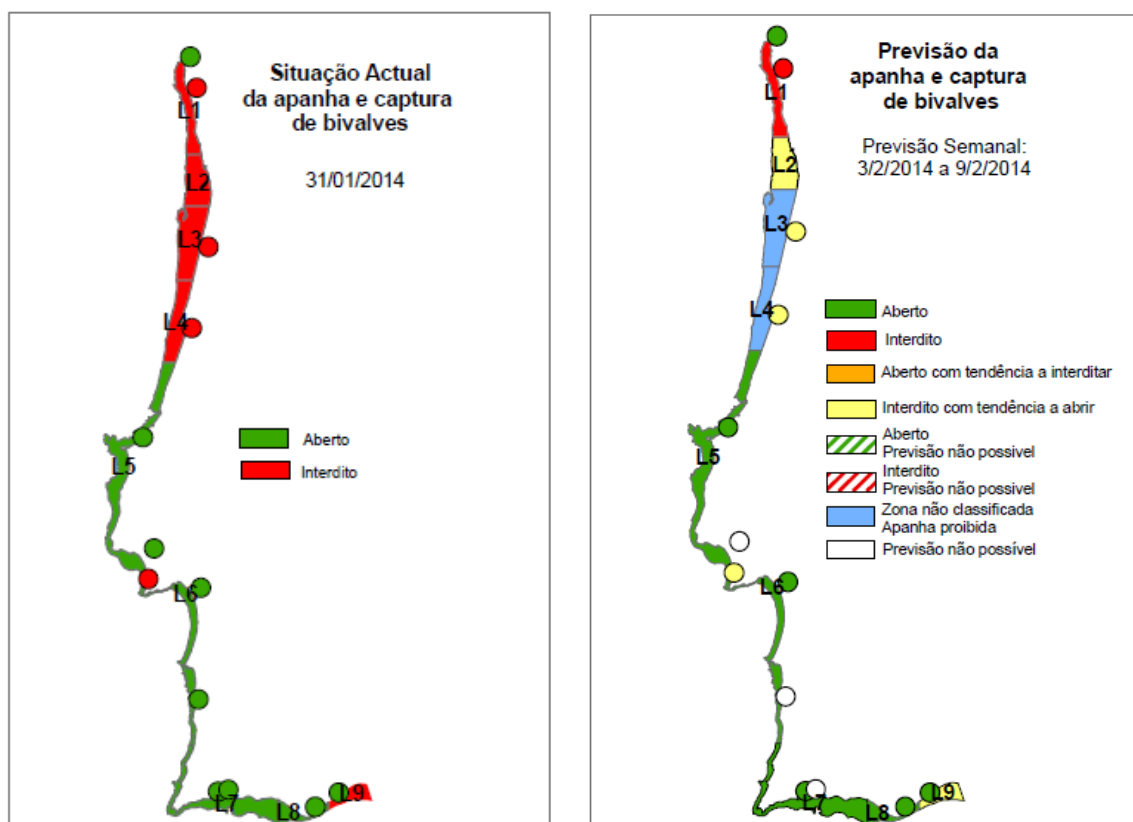 Situação Actual
da apanha e captura
de bivalves
31/01/2014
L1
L2
L3
L4
L5
L6
L7
L8
L9
Aberto
Interdito
Previsão da
apanha e captura
de bivalves
Previsão Semanal:
3/2/2014 a 9/2/2014
L1
L2
L3
L4
L5
L6
L7
L8
L9
Aberto
Interdito
Aberto com tendência a interditar
Interdito com tendência a abrir
Aberto
Previsão não possivel
Interdito
Previsão não possivel
Zona não classificada
Apanha proibida
Previsão não possível